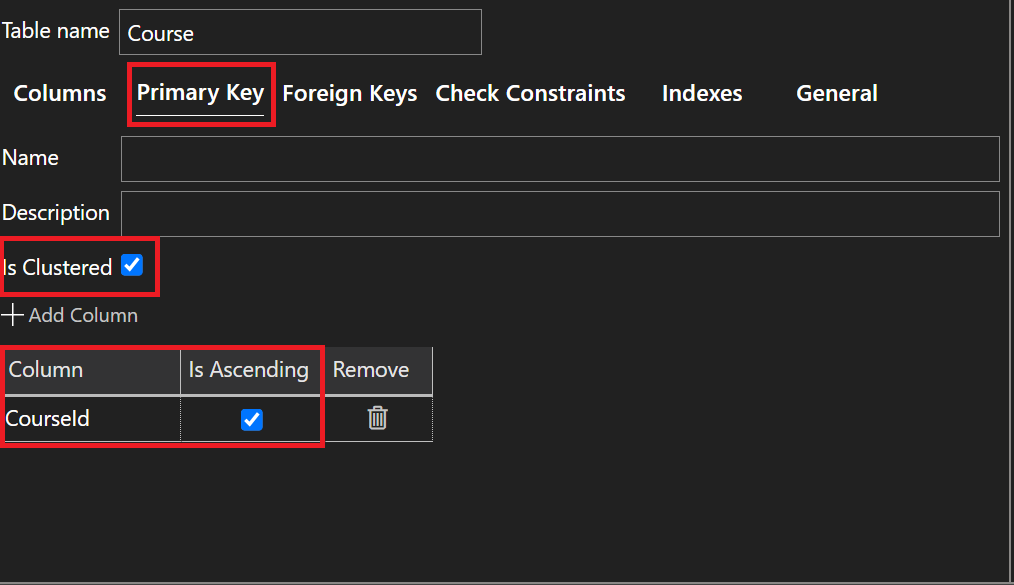 Table name Course
Columns Primary Key Foreign Keys Check Constraints Indexes General
Name
Description
Is Clustered
Add Column
Column Is Ascending Remove
CourseId